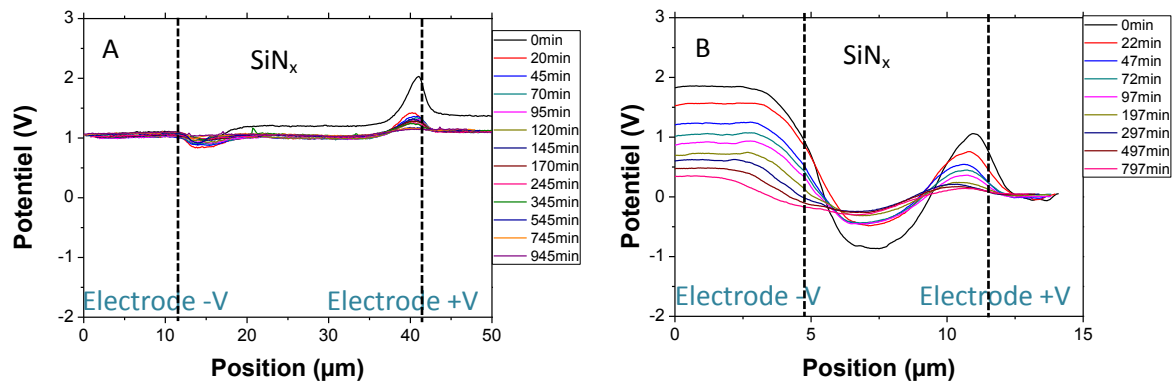 A
SiNx
Electrode -V
Electrode +V
Potentiel (V)
3
2
1
0
-1
-2
0
10
20
30
40
50
Position (µm)
0min
20min
45min
70min
95min
120min
145min
170min
245min
345min
545min
745min
945min
B
SiNx
Electrode -V
Electrode +V
Potentiel (V)
3
2
1
0
-1
-2
0
5
10
15
Position (µm)
0min
22min
47min
72min
97min
197min
297min
497min
797min